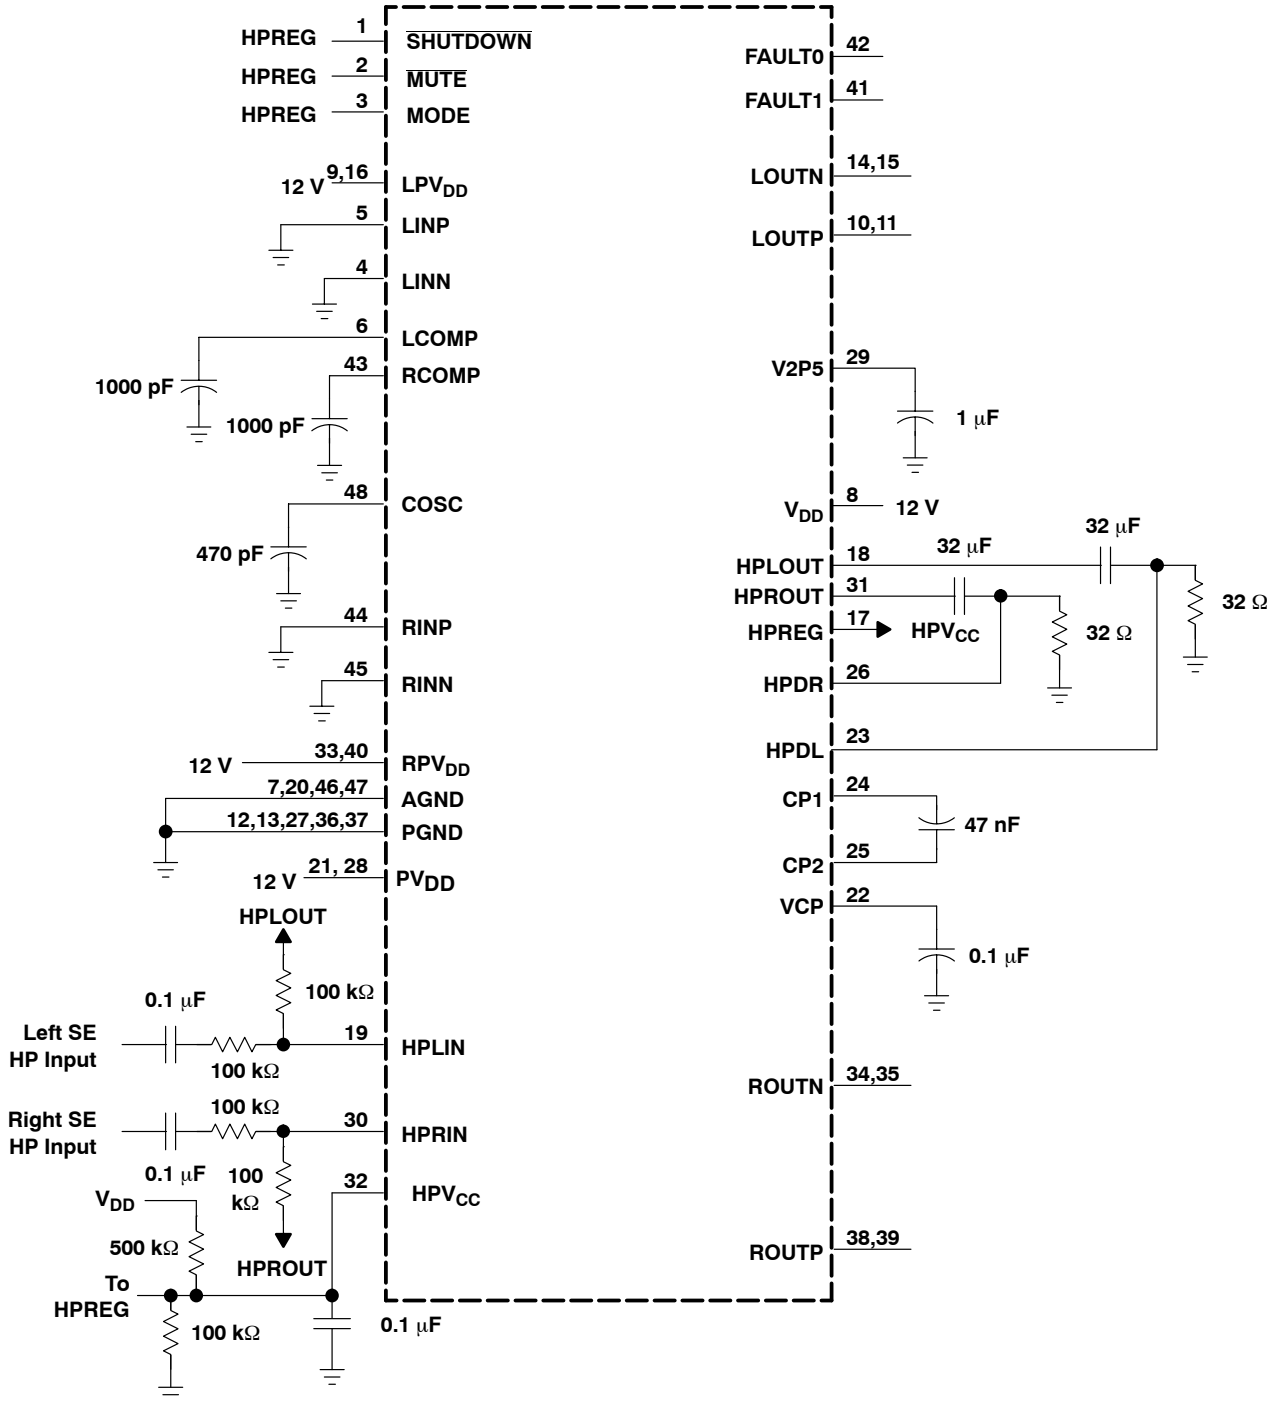 HPREG 1 SHUTDOWN
HPREG 2 MUTE
HPREG 3 MODE
12 V 9,16 LPVDD
5 LINP
4 LINN
6 LCOMP
1000 pF
43 RCOMP
1000 pF
48 COSC
470 pF
44 RINP
45 RINN
12 V 33,40 RPVDD
7,20,46,47 AGND
12,13,27,36,37 PGND
12 V 21, 28 PVDD
HPLOUT
100 kΩ
0.1 μF
Left SE
HP Input
100 kΩ
19 HPLIN
100 kΩ
Right SE
HP Input
30 HPRIN
0.1 μF
100
kΩ
HPROUT
32 HPVCC
VDD
500 kΩ
To
HPREG
100 kΩ
0.1 μF
FAULT0 42
FAULT1 41
LOUTN 14,15
LOUTP 10,11
V2P5 29
1 μF
VDD 8 12 V
HPLOUT 18
32 μF
32 Ω
HPROUT 31
32 μF
32 Ω
HPREG 17 HPVCC
HPDR 26
HPDL 23
CP1 24
47 nF
CP2 25
VCP 22
0.1 μF
ROUTN 34,35
ROUTP 38,39